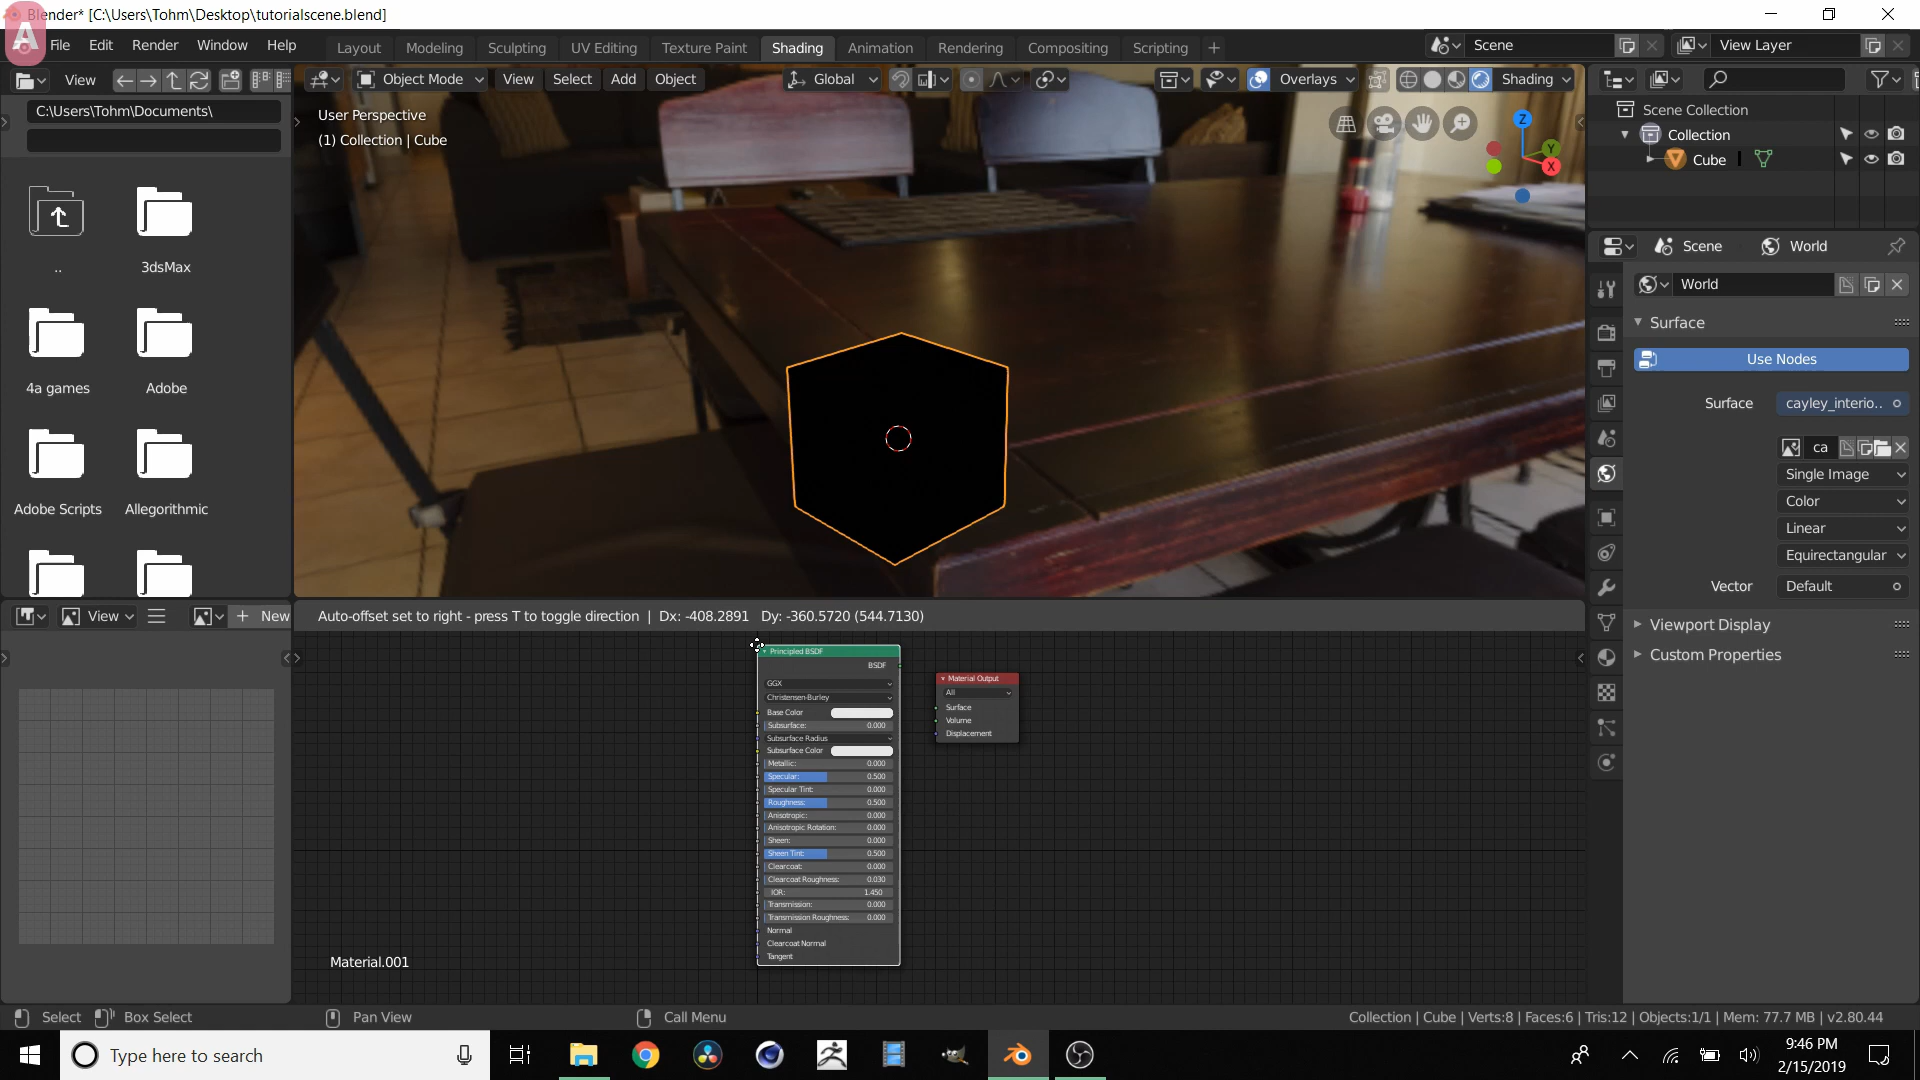 Blender* [C:\Users\Tohm\Desktop\tutorialscene.blend]
File Edit Render Window Help
Layout Modeling Sculpting UV Editing Texture Paint Shading Animation Rendering Compositing Scripting +
Scene
View Layer
View
Object Mode View Select Add Object
Global
Overlays
Shading
C:\Users\Tohm\Documents\
..
3dsMax
4a games
Adobe
Adobe Scripts
Allegorithmic
User Perspective
(1) Collection | Cube
Z
Y
X
Scene Collection
Collection
Cube
Scene World
World
Surface
Use Nodes
Surface cayley_interio..
ca
Single Image
Color
Linear
Equirectangular
Vector Default
Viewport Display
Custom Properties
View
+ New
Auto-offset set to right - press T to toggle direction | Dx: -408.2891 Dy: -360.5720 (544.7130)
Principled BSDF
BSDF
GGX
Christensen-Burley
Base Color
Subsurface: 0.000
Subsurface Radius
Subsurface Color
Metallic: 0.000
Specular: 0.500
Specular Tint: 0.000
Roughness: 0.500
Anisotropic: 0.000
Anisotropic Rotation: 0.000
Sheen: 0.000
Sheen Tint: 0.500
Clearcoat: 0.000
Clearcoat Roughness: 0.030
IOR: 1.450
Transmission: 0.000
Transmission Roughness: 0.000
Normal
Clearcoat Normal
Tangent
Material Output
All
Surface
Volume
Displacement
Material.001
Select Box Select Pan View Call Menu
Collection | Cube | Verts:8 | Faces:6 | Tris:12 | Objects:1/1 | Mem: 77.7 MB | v2.80.44
Type here to search
9:46 PM
2/15/2019